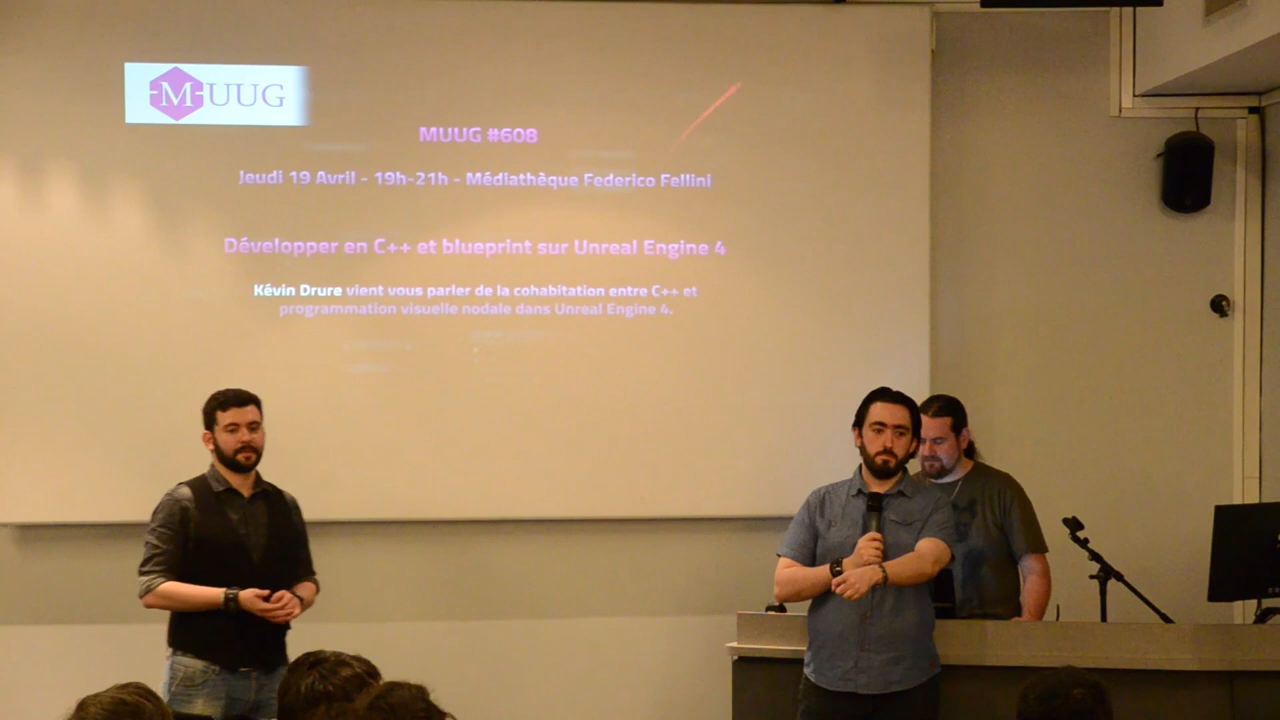 M-UUG
MUUG #608
Jeudi 19 Avril - 19h-21h - Médiathèque Federico Fellini
Développer en C++ et blueprint sur Unreal Engine 4
Kévin Drure vient vous parler de la cohabitation entre C++ et
programmation visuelle nodale dans Unreal Engine 4.